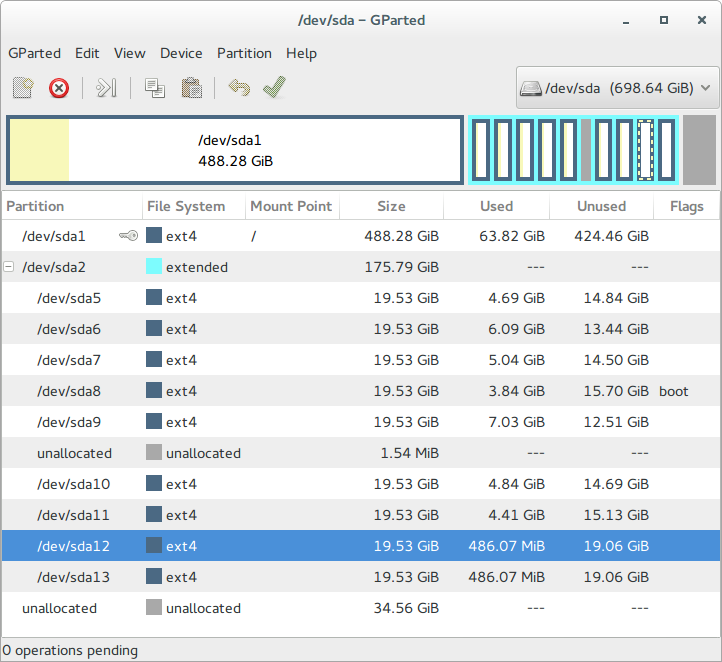 /dev/sda – GParted
GParted Edit View Device Partition Help
/dev/sda (698.64 GiB)
/dev/sda1
488.28 GiB
Partition File System Mount Point Size Used Unused Flags
/dev/sda1 ext4 / 488.28 GiB 63.82 GiB 424.46 GiB
/dev/sda2 extended 175.79 GiB --- ---
/dev/sda5 ext4 19.53 GiB 4.69 GiB 14.84 GiB
/dev/sda6 ext4 19.53 GiB 6.09 GiB 13.44 GiB
/dev/sda7 ext4 19.53 GiB 5.04 GiB 14.50 GiB
/dev/sda8 ext4 19.53 GiB 3.84 GiB 15.70 GiB boot
/dev/sda9 ext4 19.53 GiB 7.03 GiB 12.51 GiB
unallocated unallocated 1.54 MiB --- ---
/dev/sda10 ext4 19.53 GiB 4.84 GiB 14.69 GiB
/dev/sda11 ext4 19.53 GiB 4.41 GiB 15.13 GiB
/dev/sda12 ext4 19.53 GiB 486.07 MiB 19.06 GiB
/dev/sda13 ext4 19.53 GiB 486.07 MiB 19.06 GiB
unallocated unallocated 34.56 GiB --- ---
0 operations pending